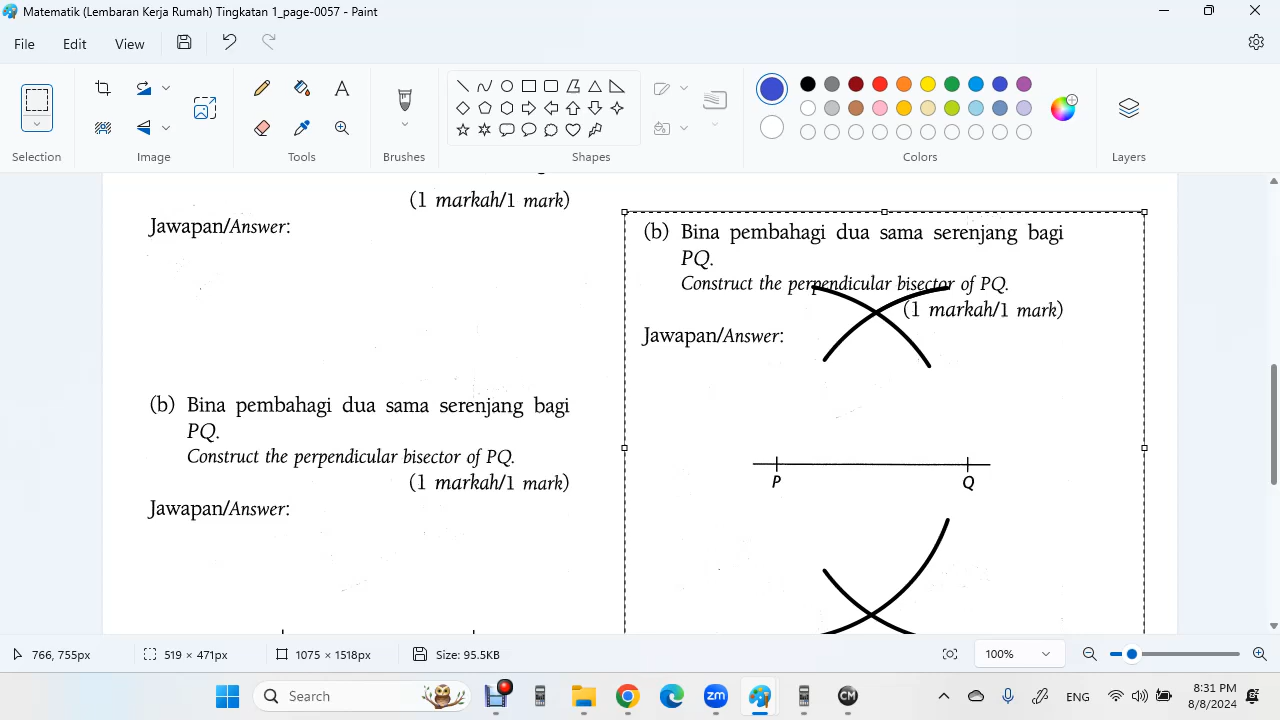 Matematik (Lembaran Kerja Rumah) Tingkatan 1_page-0057 - Paint
File Edit View
Selection Image Tools Brushes Shapes Colors Layers
(1 markah/1 mark)
Jawapan/Answer:
(b) Bina pembahagi dua sama serenjang bagi
PQ.
Construct the perpendicular bisector of PQ.
(1 markah/1 mark)
Jawapan/Answer:
(b) Bina pembahagi dua sama serenjang bagi
PQ.
Construct the perpendicular bisector of PQ.
(1 markah/1 mark)
Jawapan/Answer:
P Q
766, 755px 519 × 471px 1075 × 1518px Size: 95.5KB 100%
Search zm CM ENG 8:31 PM
8/8/2024